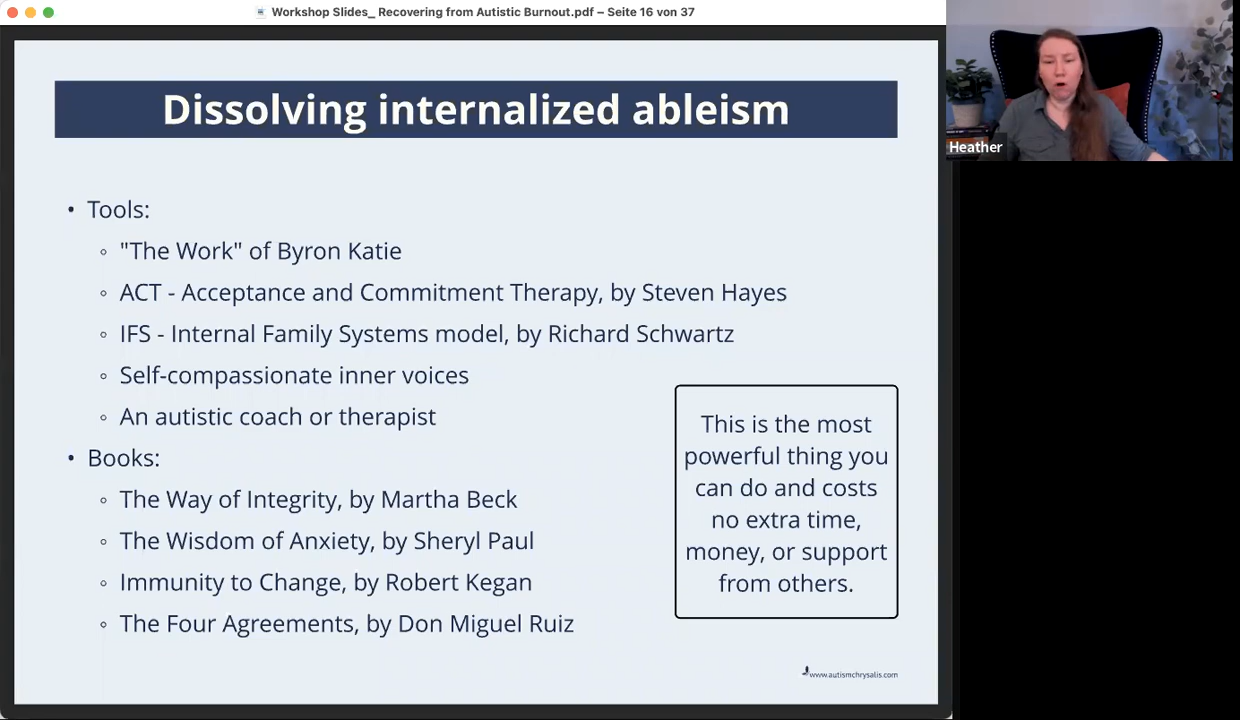 Workshop Slides_ Recovering from Autistic Burnout.pdf – Seite 16 von 37
Dissolving internalized ableism
• Tools:
◦ "The Work" of Byron Katie
◦ ACT - Acceptance and Commitment Therapy, by Steven Hayes
◦ IFS - Internal Family Systems model, by Richard Schwartz
◦ Self-compassionate inner voices
◦ An autistic coach or therapist
• Books:
◦ The Way of Integrity, by Martha Beck
◦ The Wisdom of Anxiety, by Sheryl Paul
◦ Immunity to Change, by Robert Kegan
◦ The Four Agreements, by Don Miguel Ruiz
This is the most
powerful thing you
can do and costs
no extra time,
money, or support
from others.
www.autismchrysalis.com
Heather